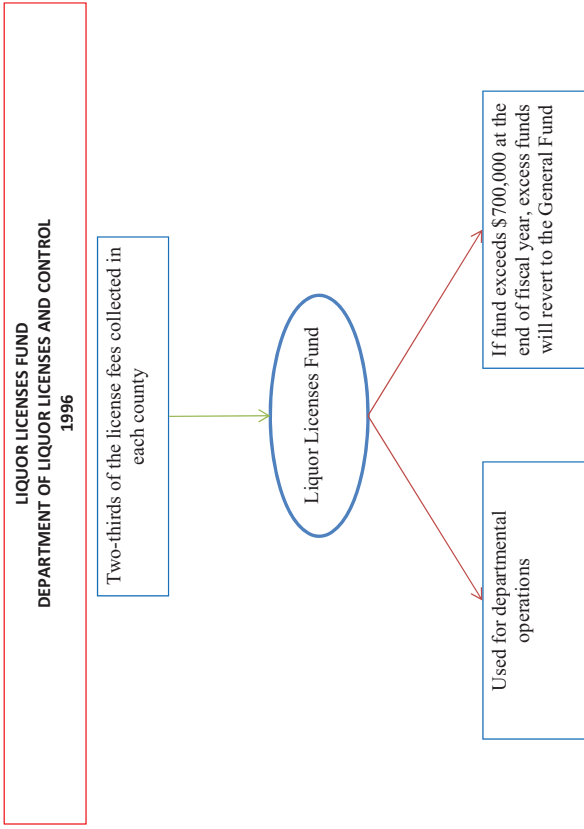 LIQUOR LICENSES FUND
DEPARTMENT OF LIQUOR LICENSES AND CONTROL
1996
Two-thirds of the license fees collected in
each county
Liquor Licenses Fund
Used for departmental
operations
If fund exceeds $700,000 at the
end of fiscal year, excess funds
will revert to the General Fund